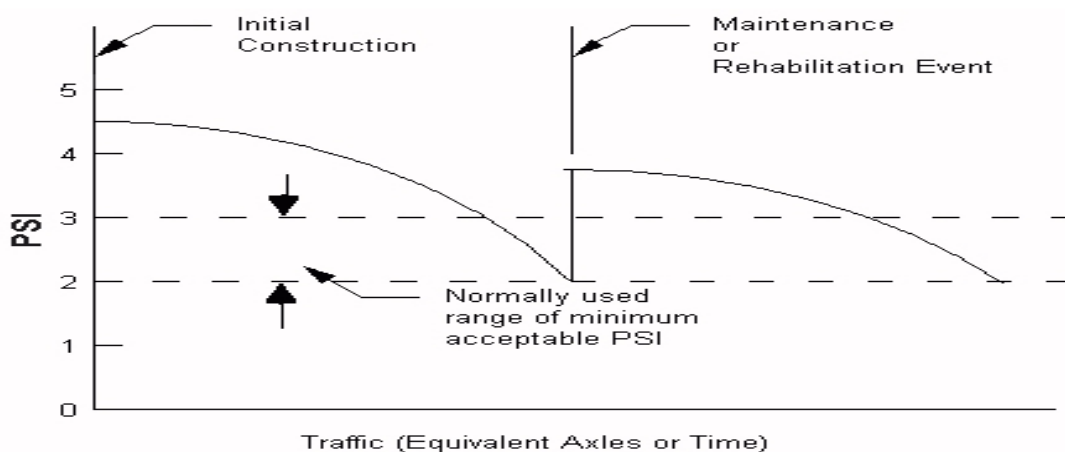 Initial
Construction
Maintenance
or
Rehabilitation Event
5
4
3
2
1
0
PSI
Normally used
range of minimum
acceptable PSI
Traffic (Equivalent Axles or Time)